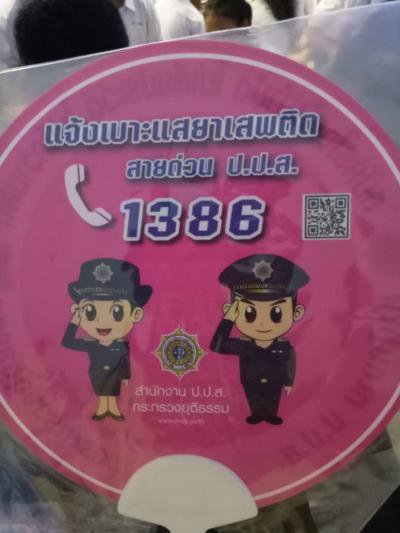 แจ้งเบาะแสยาเสพติด
สายด่วน ป.ป.ส.
1386
สำนักงาน ป.ป.ส.
กระทรวงยุติธรรม